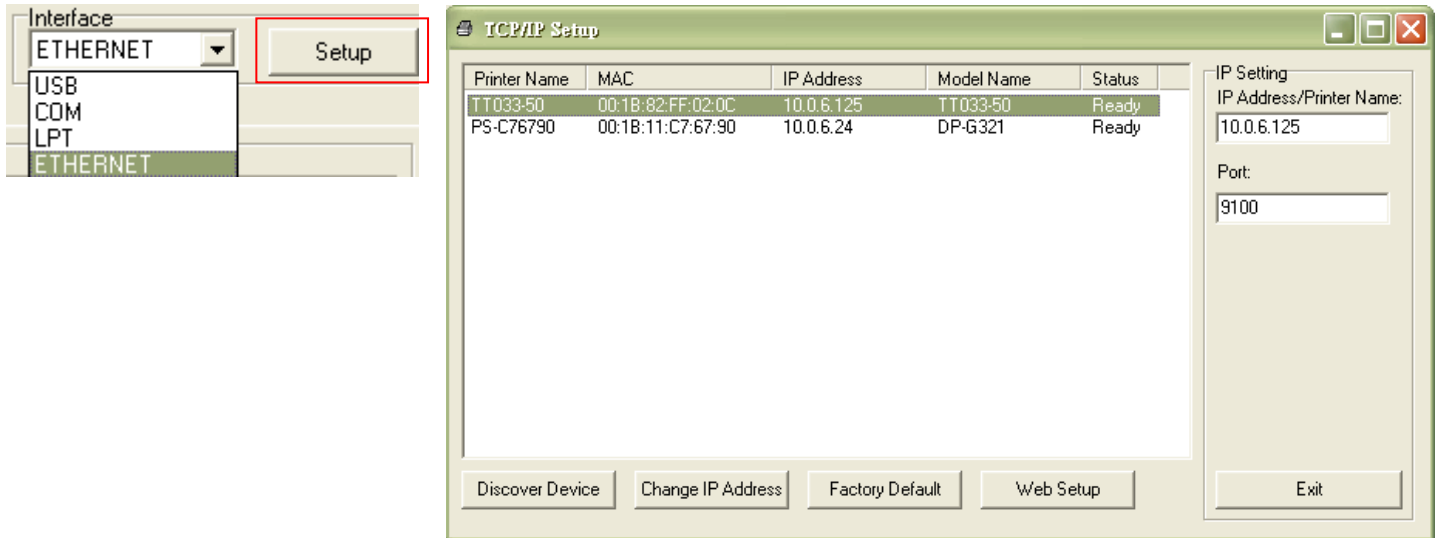 Interface
ETHERNET
Setup
USB
COM
LPT
ETHERNET
TCP/IP Setup
Printer Name MAC IP Address Model Name Status
TT033-50 00:1B:82:FF:02:0C 10.0.6.125 TT033-50 Ready
PS-C76790 00:1B:11:C7:67:90 10.0.6.24 DP-G321 Ready
IP Setting
IP Address/Printer Name:
10.0.6.125
Port:
9100
Discover Device Change IP Address Factory Default Web Setup Exit